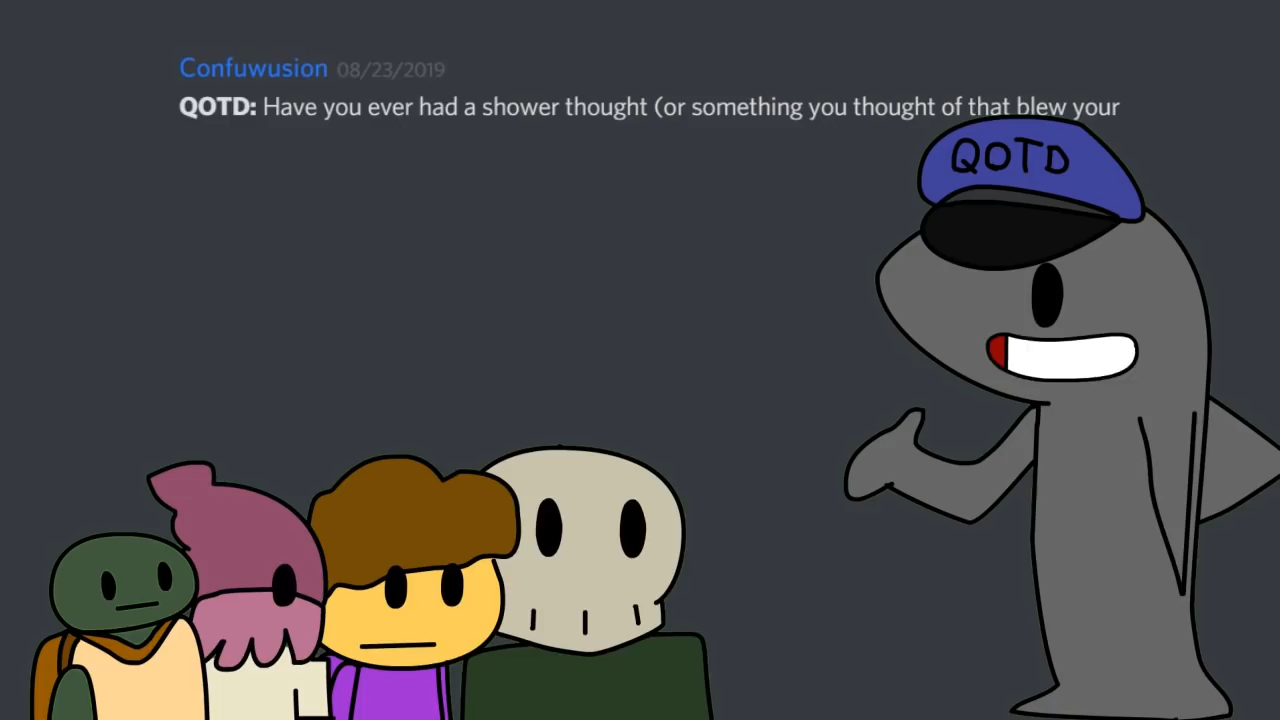 Confuwusion 08/23/2019
QOTD: Have you ever had a shower thought (or something you thought of that blew your
QOTD